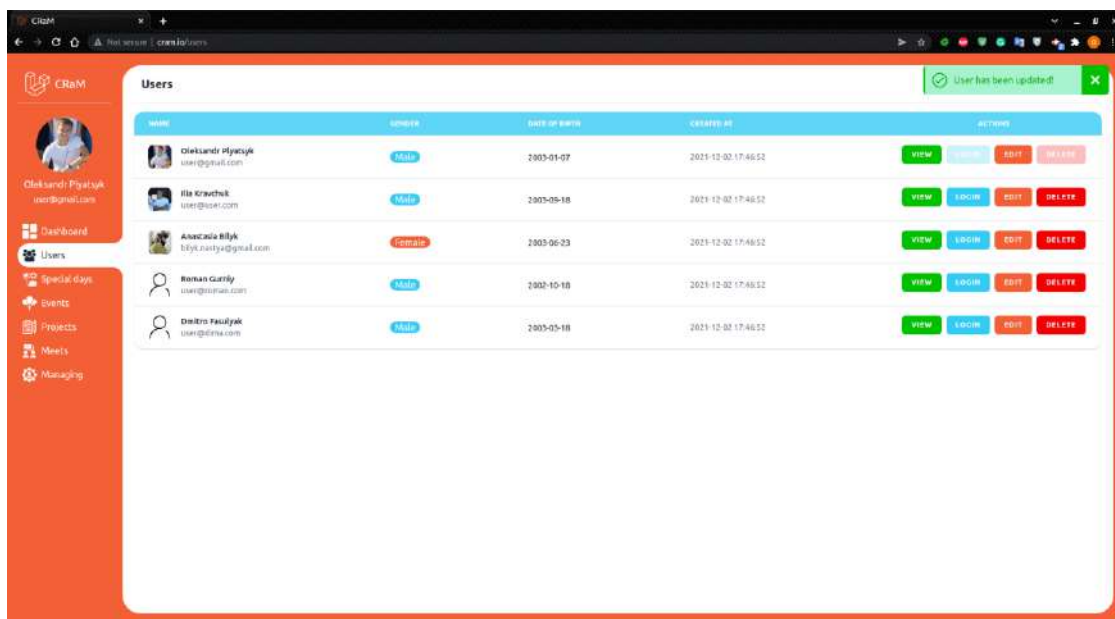 CRaM
Not secure | cram.io/users
CRaM
Oleksandr Plyatsyk
user@gmail.com
Dashboard
Users
Special days
Events
Projects
Meets
Managing
Users
User has been updated!
NAME GENDER DATE OF BIRTH CREATED AT ACTIONS
Oleksandr Plyatsyk Male 2003-01-07 2021-12-02 17:46:52 VIEW LOGIN EDIT DELETE
user@gmail.com
Illia Kravchuk Male 2003-09-18 2021-12-02 17:46:52 VIEW LOGIN EDIT DELETE
user@user.com
Anastasia Bilyk Female 2003-06-23 2021-12-02 17:46:52 VIEW LOGIN EDIT DELETE
bilyk.nastya@gmail.com
Roman Male 2002-10-18 2021-12-02 17:46:52 VIEW LOGIN EDIT DELETE
user@roman.com
Dmitro Fasulyak Male 2003-03-18 2021-12-02 17:46:52 VIEW LOGIN EDIT DELETE
user@dima.com